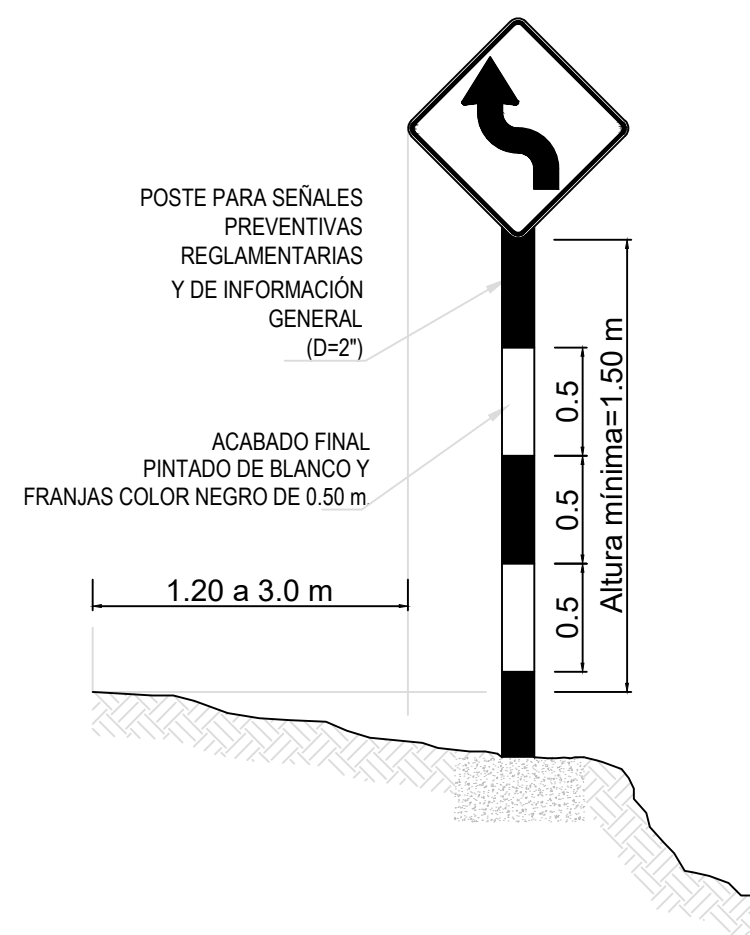 POSTE PARA SEÑALES
PREVENTIVAS
REGLAMENTARIAS
Y DE INFORMACIÓN
GENERAL
(D=2")
ACABADO FINAL
PINTADO DE BLANCO Y
FRANJAS COLOR NEGRO DE 0.50 m
1.20 a 3.0 m
0.5
0.5
0.5
Altura mínima=1.50 m